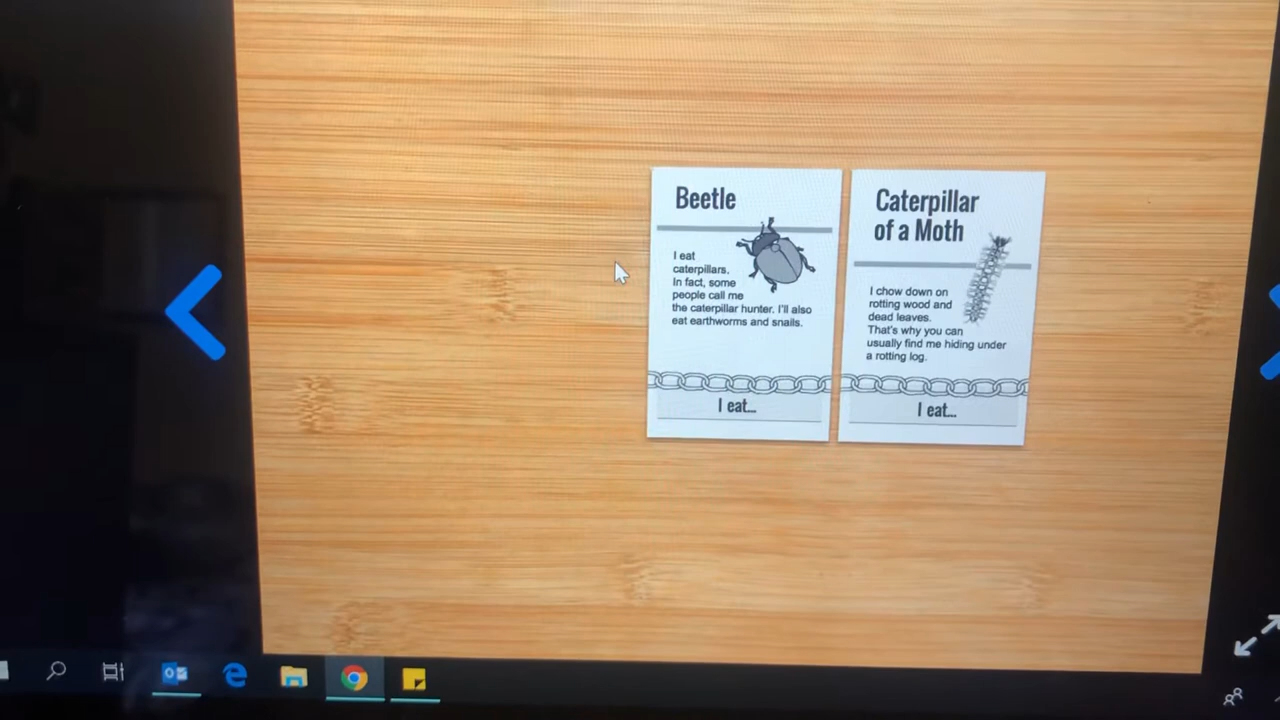 Beetle
I eat
caterpillars.
In fact, some
people call me
the caterpillar hunter. I'll also
eat earthworms and snails.
I eat...
Caterpillar
of a Moth
I chow down on
rotting wood and
dead leaves.
That's why you can
usually find me hiding under
a rotting log.
I eat...